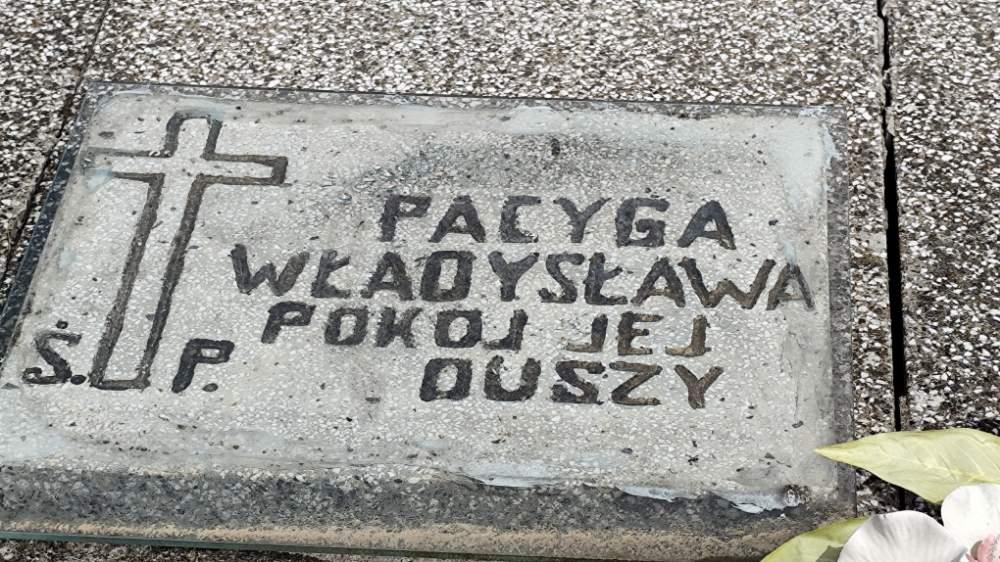 Ś. P.
PACYGA
WŁADYSŁAWA
POKOJ JEJ
DUSZY